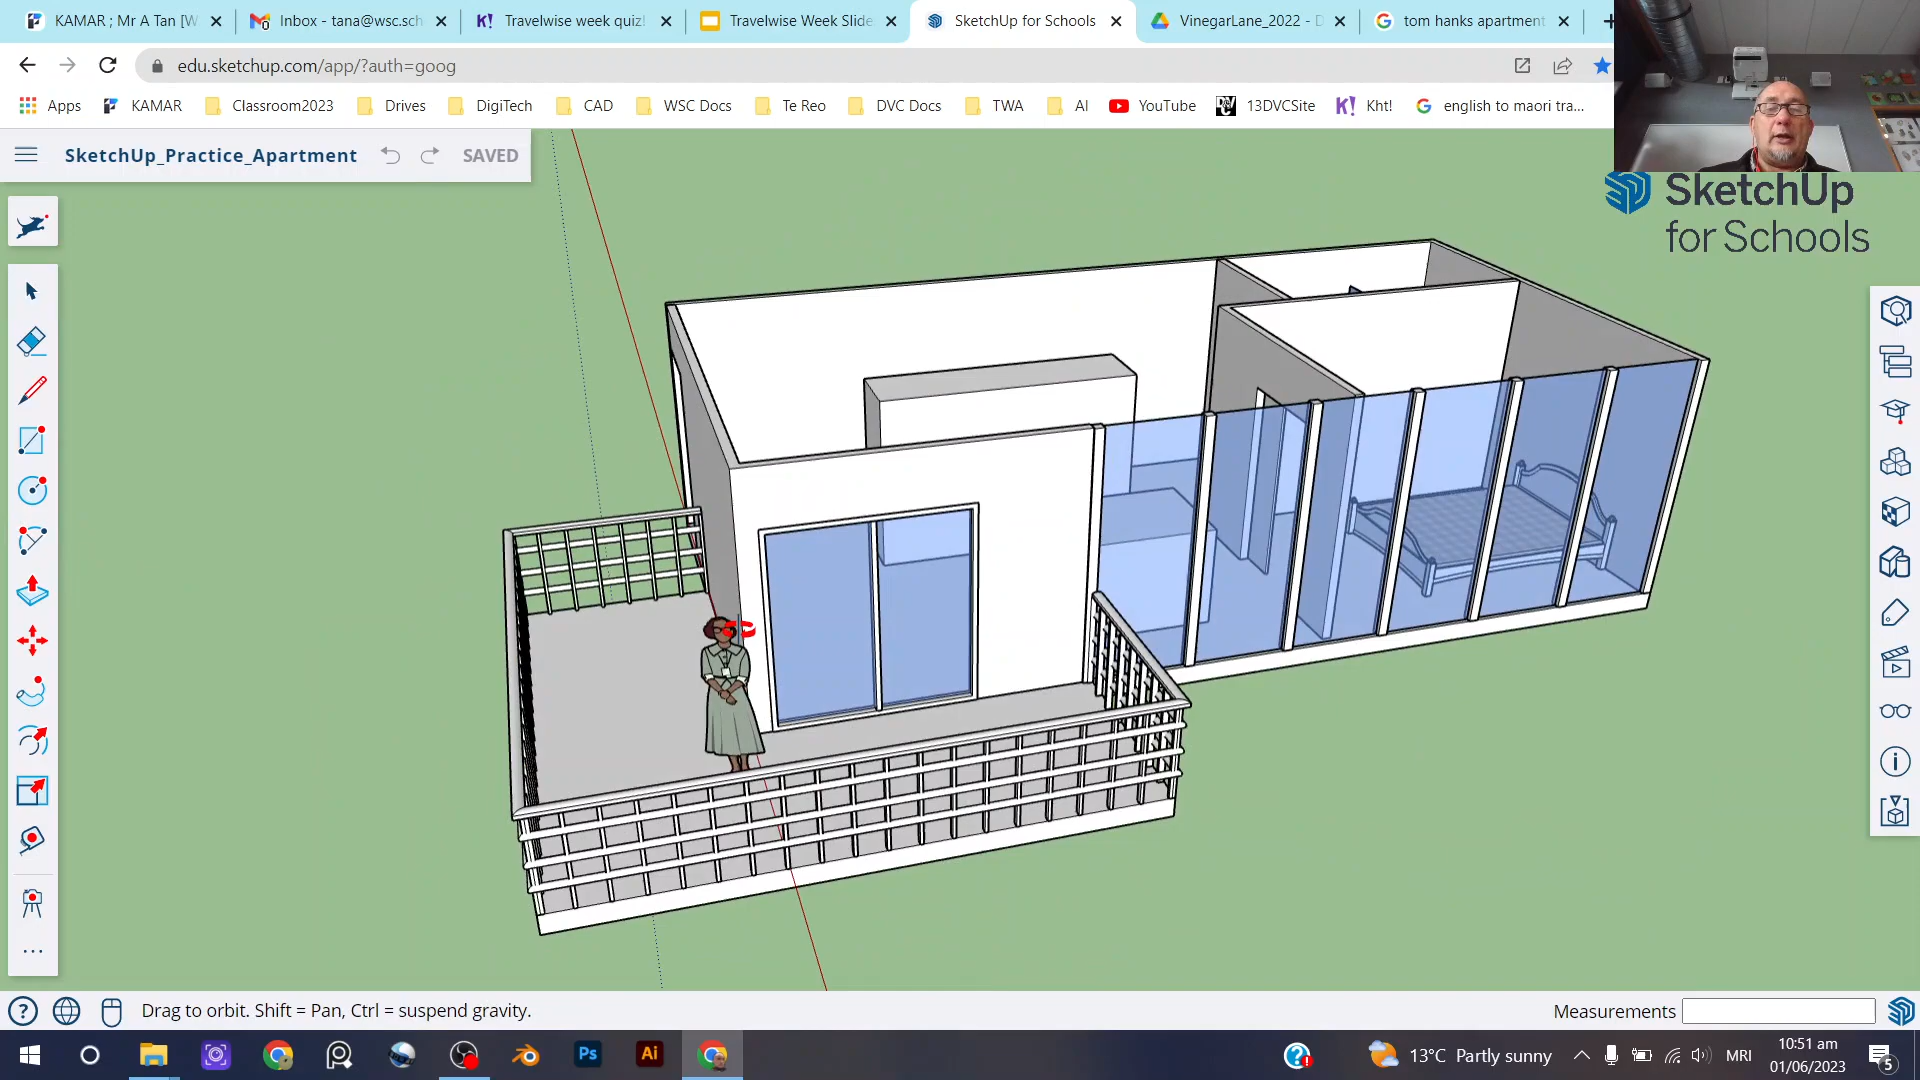 KAMAR ; Mr A Tan [W
Inbox - tana@wsc.sch
Travelwise week quiz!
Travelwise Week Slide
SketchUp for Schools
VinegarLane_2022 - D
tom hanks apartment
edu.sketchup.com/app/?auth=goog
Apps
KAMAR
Classroom2023
Drives
DigiTech
CAD
WSC Docs
Te Reo
DVC Docs
TWA
AI
YouTube
13DVCSite
Kht!
english to maori tra...
SketchUp_Practice_Apartment
SAVED
SketchUp
for Schools
Drag to orbit. Shift = Pan, Ctrl = suspend gravity.
Measurements
Ps
Ai
13°C Partly sunny
MRI
10:51 am
01/06/2023
5